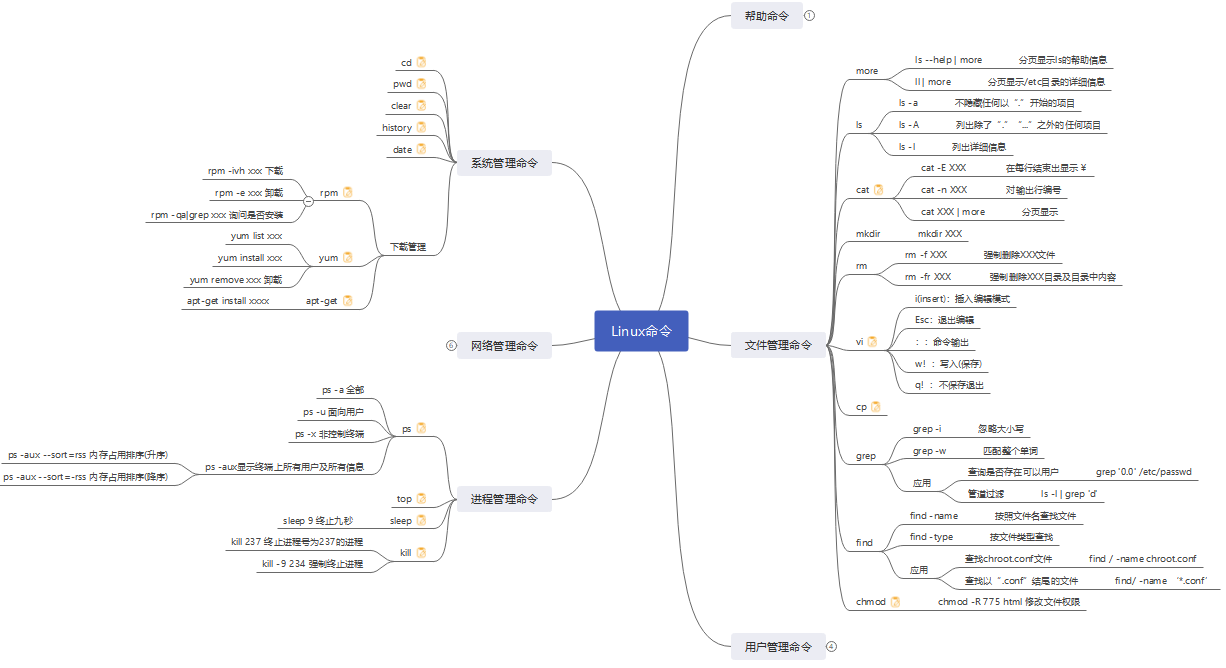 Linux命令
帮助命令
1
文件管理命令
more
ls --help | more 分页显示ls的帮助信息
ll | more 分页显示/etc目录的详细信息
ls
ls -a 不隐藏任何以 “.” 开始的项目
ls -A 列出除了 “.” “...” 之外的任何项目
ls -l 列出详细信息
cat
cat -E XXX 在每行结束出显示 ¥
cat -n XXX 对输出行编号
cat XXX | more 分页显示
mkdir mkdir XXX
rm
rm -f XXX 强制删除XXX文件
rm -fr XXX 强制删除XXX目录及目录中内容
vi
i(insert)：插入编辑模式
Esc：退出编辑
：：命令输出
w！：写入(保存)
q！：不保存退出
cp
grep
grep -i 忽略大小写
grep -w 匹配整个单词
应用
查询是否存在可以用户 grep '0.0' /etc/passwd
管道过滤 ls -l | grep 'd'
find
find -name 按照文件名查找文件
find -type 按文件类型查找
应用
查找chroot.conf文件 find / -name chroot.conf
查找以 “.conf” 结尾的文件 find/ -name ‘*.conf’
chmod chmod -R 775 html 修改文件权限
用户管理命令
4
系统管理命令
cd
pwd
clear
history
date
下载管理
rpm
rpm -ivh xxx 下载
rpm -e xxx 卸载
rpm -qa|grep xxx 询问是否安装
yum
yum list xxx
yum install xxx
yum remove xxx 卸载
apt-get
apt-get install xxxx
网络管理命令
6
进程管理命令
ps
ps -a 全部
ps -u 面向用户
ps -x 非控制终端
ps -aux显示终端上所有用户及所有信息
ps -aux --sort=rss 内存占用排序(升序)
ps -aux --sort=-rss 内存占用排序(降序)
top
sleep
sleep 9 终止九秒
kill
kill 237 终止进程号为237的进程
kill -9 234 强制终止进程